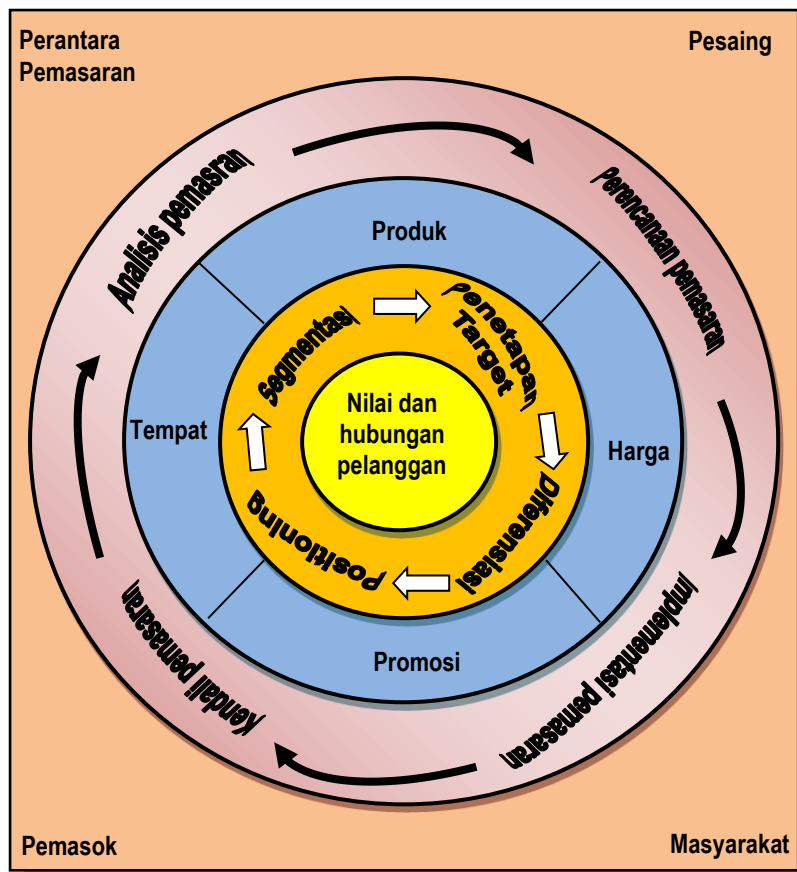 Perantara
Pemasaran
Pesaing
Analisis pemasran
Perencanaan pemasaran
Produk
Segmentasi
Penetapan
Target
Nilai dan
hubungan
pelanggan
Tempat
Harga
Positioning
Diferensiasi
Promosi
Kendali pemasaran
Implementasi pemasaran
Pemasok
Masyarakat